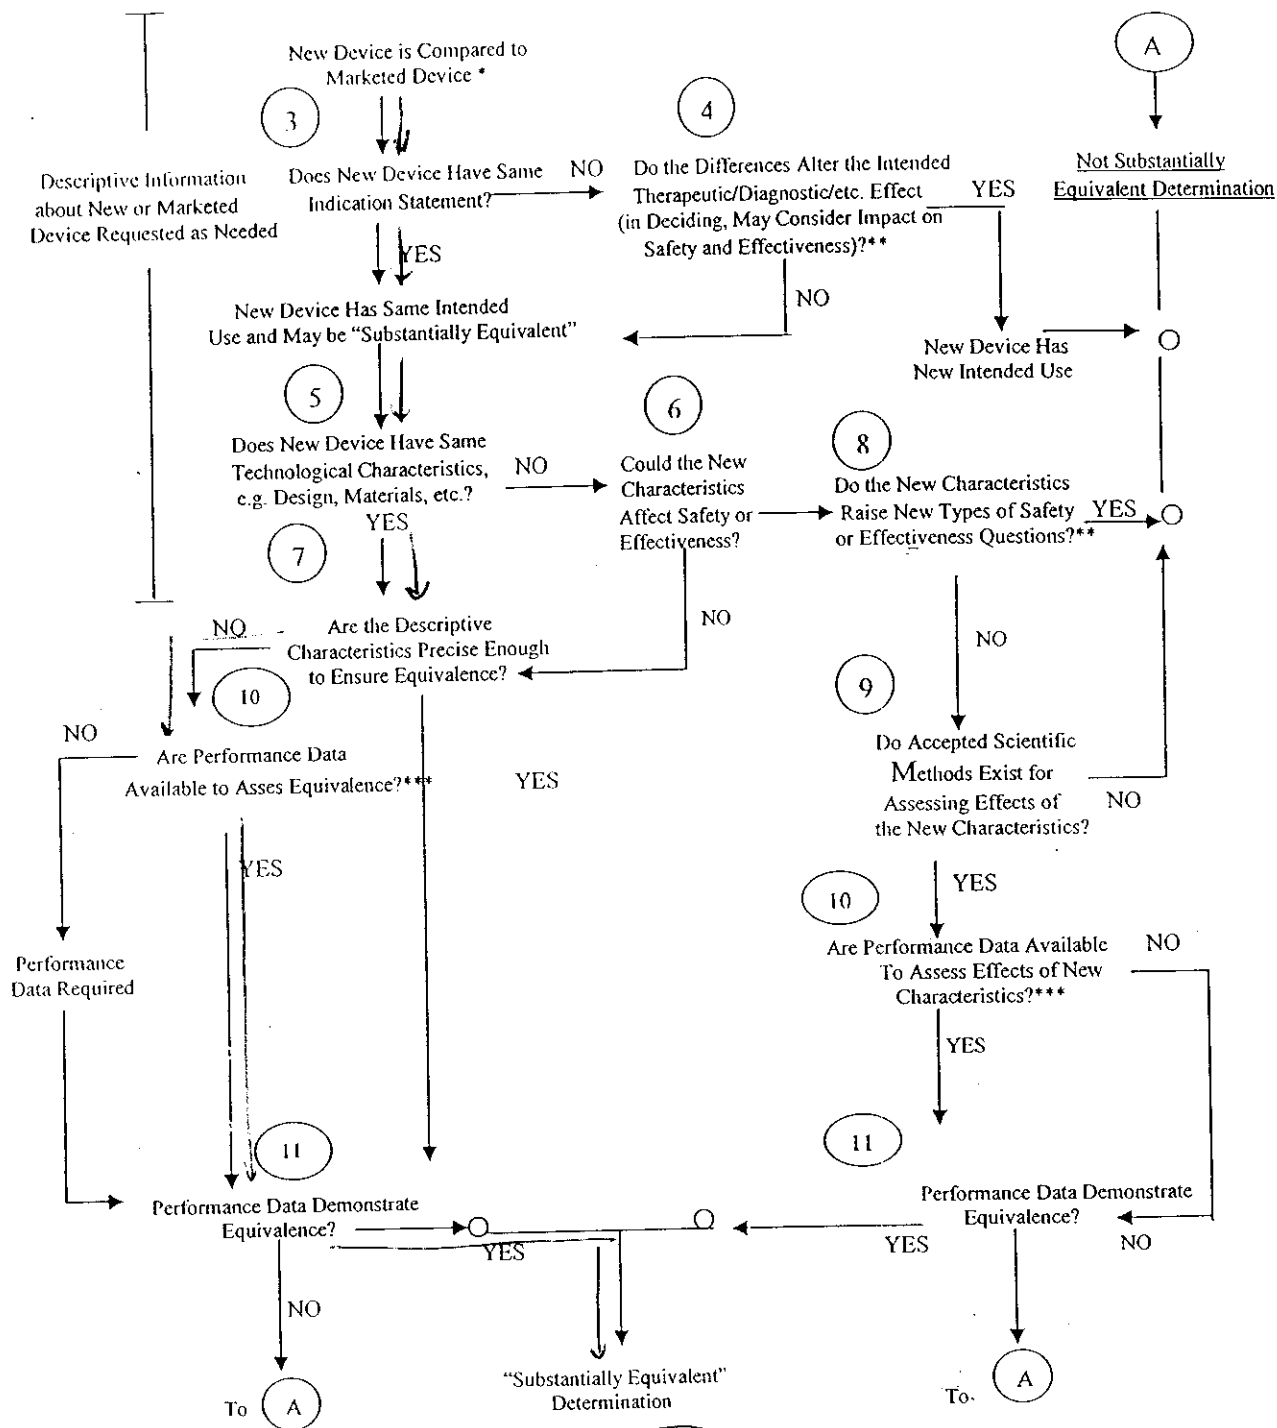 New Device is Compared to
Marketed Device *
A
3
4
Descriptive Information
about New or Marketed
Device Requested as Needed
Does New Device Have Same
Indication Statement?
NO
Do the Differences Alter the Intended
Therapeutic/Diagnostic/etc. Effect
(in Deciding, May Consider Impact on
Safety and Effectiveness)?**
YES
Not Substantially
Equivalent Determination
YES
NO
New Device Has Same Intended
Use and May be “Substantially Equivalent”
New Device Has
New Intended Use
5
6
8
Does New Device Have Same
Technological Characteristics,
e.g. Design, Materials, etc.?
NO
Could the New
Characteristics
Affect Safety or
Effectiveness?
Do the New Characteristics
Raise New Types of Safety
or Effectiveness Questions?**
YES
YES
7
NO
Are the Descriptive
Characteristics Precise Enough
to Ensure Equivalence?
NO
NO
10
9
NO
Are Performance Data
Available to Asses Equivalence?***
YES
Do Accepted Scientific
Methods Exist for
Assessing Effects of
the New Characteristics?
NO
YES
YES
10
Performance
Data Required
Are Performance Data Available
To Assess Effects of New
Characteristics?***
NO
YES
11
11
Performance Data Demonstrate
Equivalence?
YES
Performance Data Demonstrate
Equivalence?
YES
NO
NO
“Substantially Equivalent”
Determination
To
A
To
A